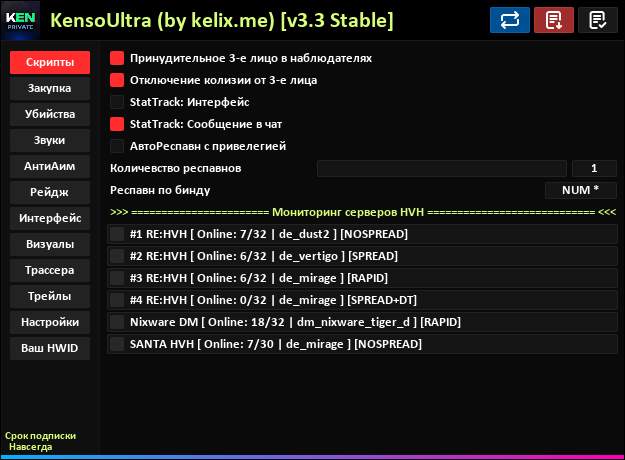 KEN
PRIVATE
KensoUltra (by kelix.me) [v3.3 Stable]
Скрипты
Закупка
Убийства
Звуки
АнтиАим
Рейдж
Интерфейс
Визуалы
Трассера
Трейлы
Настройки
Ваш HWID
Срок подписки
Навсегда
Принудительное 3-е лицо в наблюдателях
Отключение колизии от 3-е лица
StatTrack: Интерфейс
StatTrack: Сообщение в чат
АвтоРеспавн с привелегией
Количевство респавнов 1
Респавн по бинду NUM *
>>> ======================= Мониторинг серверов HVH ============================ <<<
#1 RE:HVH [ Online: 7/32 | de_dust2 ] [NOSPREAD]
#2 RE:HVH [ Online: 6/32 | de_vertigo ] [SPREAD]
#3 RE:HVH [ Online: 6/32 | de_mirage ] [RAPID]
#4 RE:HVH [ Online: 0/32 | de_mirage ] [SPREAD+DT]
Nixware DM [ Online: 18/32 | dm_nixware_tiger_d ] [RAPID]
SANTA HVH [ Online: 7/30 | de_mirage ] [NOSPREAD]